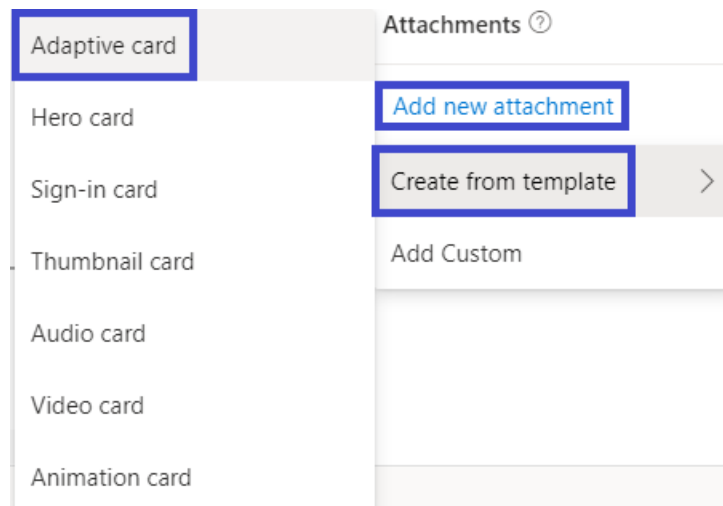 Attachments ?
Add new attachment
Create from template
Add Custom
Adaptive card
Hero card
Sign-in card
Thumbnail card
Audio card
Video card
Animation card